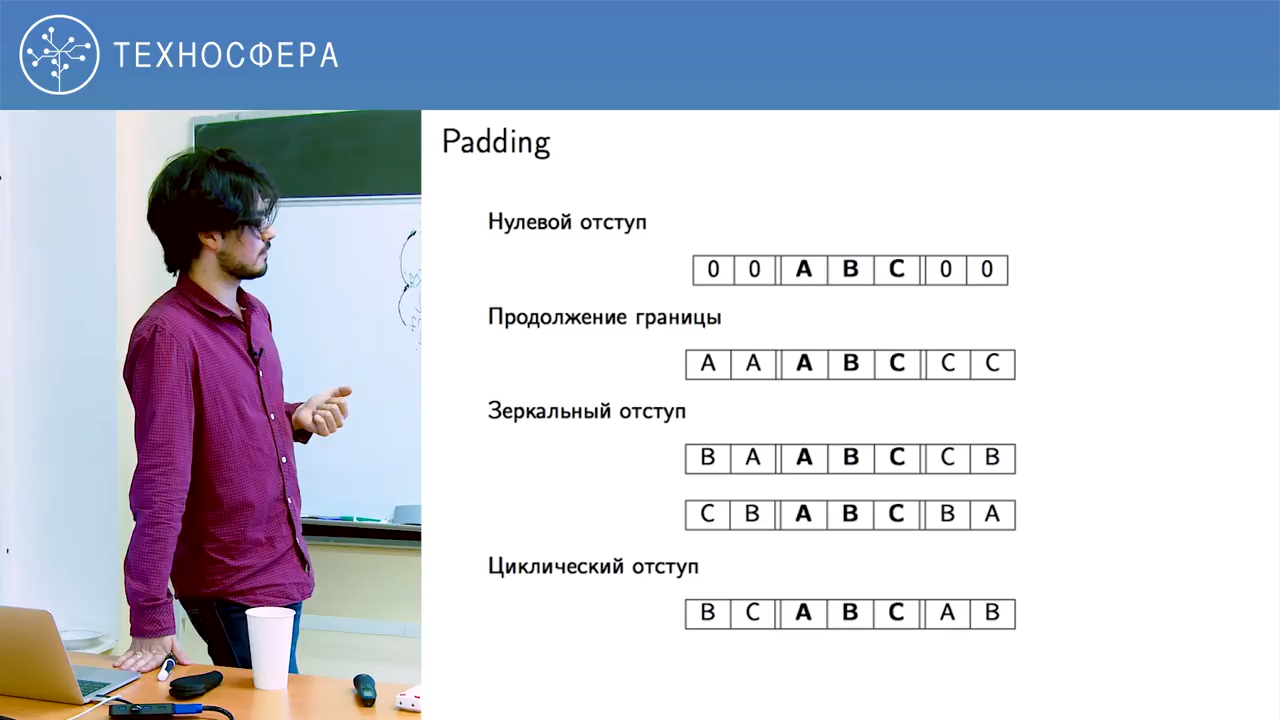 ТЕХНОСФЕРА
Padding
Нулевой отступ
0 0 A B C 0 0
Продолжение границы
A A A B C C C
Зеркальный отступ
B A A B C C B
C B A B C B A
Циклический отступ
B C A B C A B